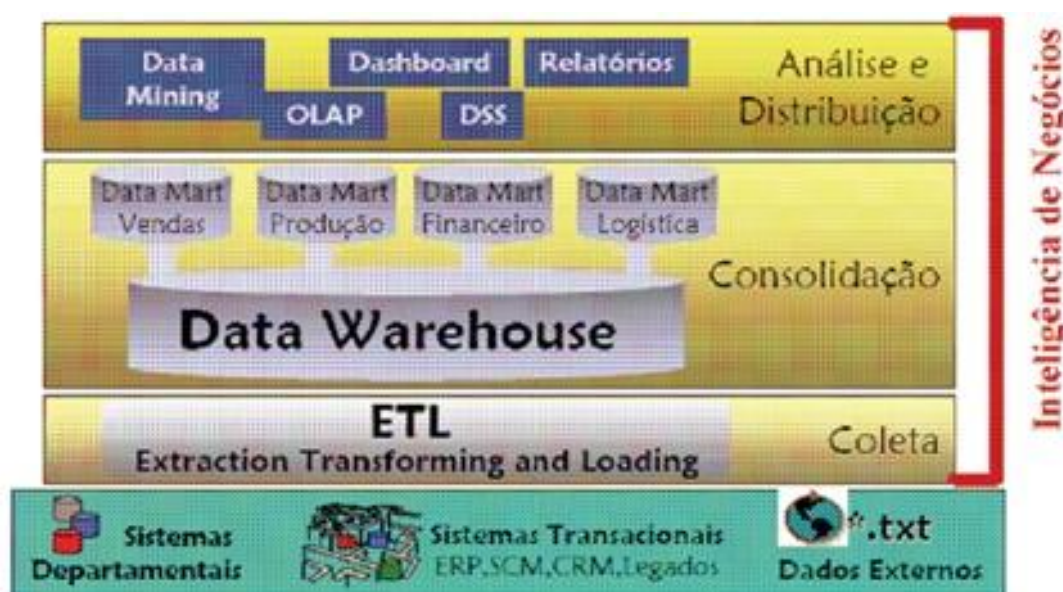 Data
Mining
Dashboard
Relatórios
OLAP
DSS
Análise e
Distribuição
Data Mart
Vendas
Data Mart
Produção
Data Mart
Financeiro
Data Mart
Logística
Consolidação
Data Warehouse
ETL
Extraction Transforming and Loading
Coleta
Inteligência de Negócios
Sistemas
Departamentais
Sistemas Transacionais
ERP,SCM,CRM,Legados
*.txt
Dados Externos